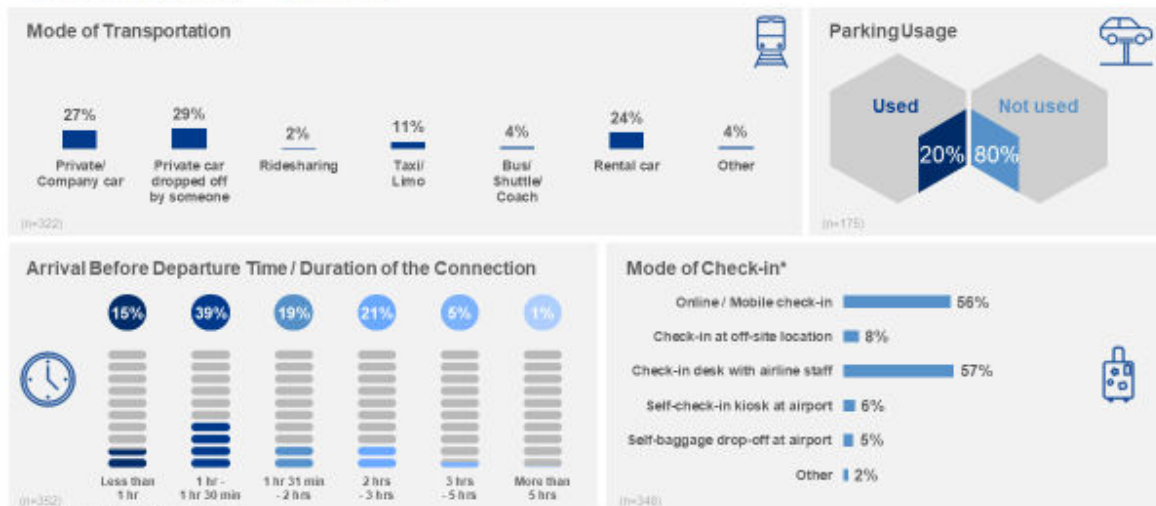 Mode of Transportation
27%
29%
2%
11%
4%
24%
4%
Private/
Company car
Private car
dropped off
by someone
Ridesharing
Taxi/
Limo
Bus/
Shuttle/
Coach
Rental car
Other
(n=322)
Parking Usage
Used
Not used
20%
80%
(n=175)
Arrival Before Departure Time / Duration of the Connection
15%
39%
19%
21%
5%
1%
Less than
1 hr
1 hr -
1 hr 30 min
1 hr 31 min
- 2 hrs
2 hrs
- 3 hrs
3 hrs
- 5 hrs
More than
5 hrs
(n=352)
Mode of Check-in*
Online / Mobile check-in 56%
Check-in at off-site location 8%
Check-in desk with airline staff 57%
Self-check-in kiosk at airport 6%
Self-baggage drop-off at airport 5%
Other 2%